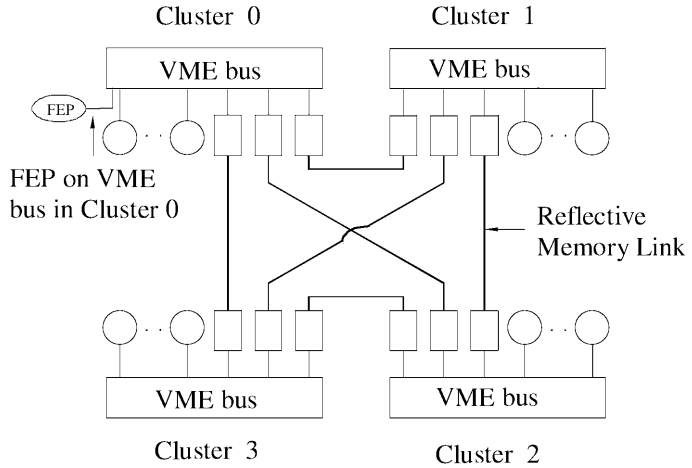 Cluster 0
Cluster 1
VME bus
VME bus
FEP
FEP on VME
bus in Cluster 0
Reflective
Memory Link
VME bus
VME bus
Cluster 3
Cluster 2